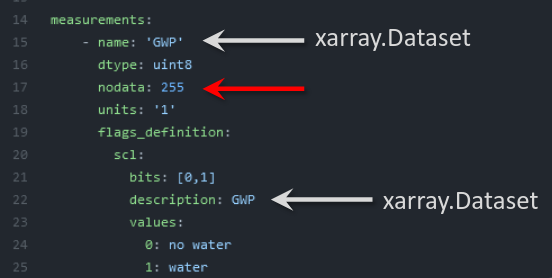 14 measurements:
15 - name: 'GWP' xarray.Dataset
16 dtype: uint8
17 nodata: 255
18 units: '1'
19 flags_definition:
20 scl:
21 bits: [0,1]
22 description: GWP xarray.Dataset
23 values:
24 0: no water
25 1: water